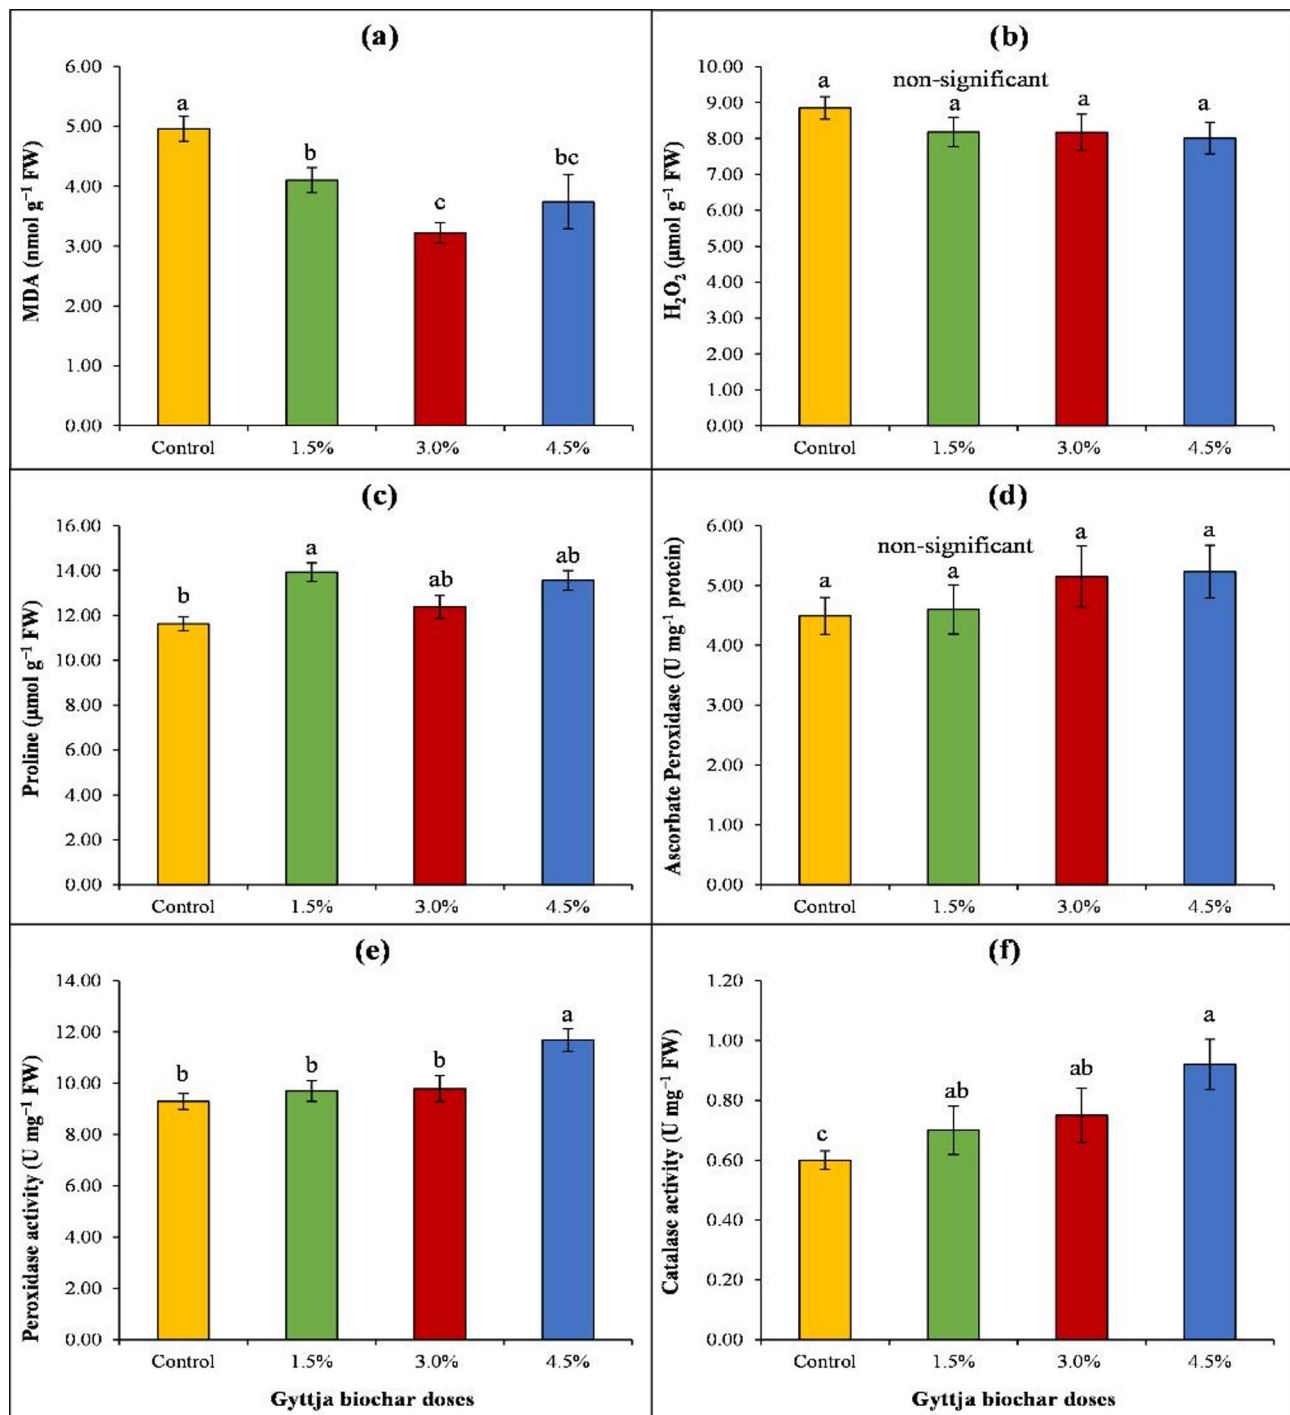 (a)
MDA (nmol g⁻¹ FW)
6.00
5.00
4.00
3.00
2.00
1.00
0.00
a
b
c
bc
Control 1.5% 3.0% 4.5%
(b)
H₂O₂ (µmol g⁻¹ FW)
10.00
9.00
8.00
7.00
6.00
5.00
4.00
3.00
2.00
1.00
0.00
non-significant
a a a a
Control 1.5% 3.0% 4.5%
(c)
Proline (µmol g⁻¹ FW)
16.00
14.00
12.00
10.00
8.00
6.00
4.00
2.00
0.00
b a ab ab
Control 1.5% 3.0% 4.5%
(d)
Ascorbate Peroxidase (U mg⁻¹ protein)
6.00
5.00
4.00
3.00
2.00
1.00
0.00
non-significant
a a a a
Control 1.5% 3.0% 4.5%
(e)
Peroxidase activity (U mg⁻¹ FW)
14.00
12.00
10.00
8.00
6.00
4.00
2.00
0.00
b b b a
Control 1.5% 3.0% 4.5%
Gyttja biochar doses
(f)
Catalase activity (U mg⁻¹ FW)
1.20
1.00
0.80
0.60
0.40
0.20
0.00
c ab ab a
Control 1.5% 3.0% 4.5%
Gyttja biochar doses